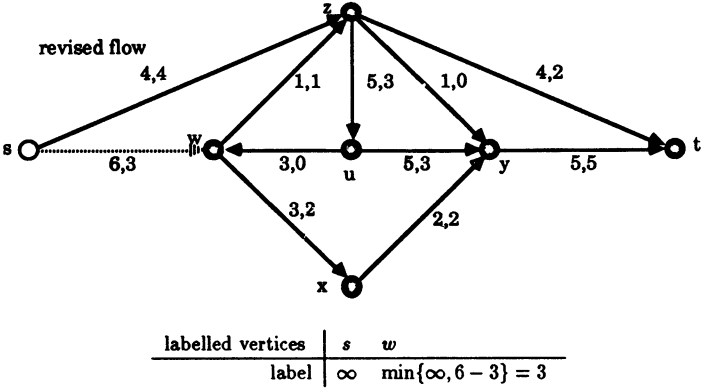 z
revised flow
4,4
1,1
5,3
1,0
4,2
s
w
t
6,3
3,0
u
5,3
y
5,5
3,2
2,2
x
labelled vertices s w
label ∞ min{∞, 6 − 3} = 3